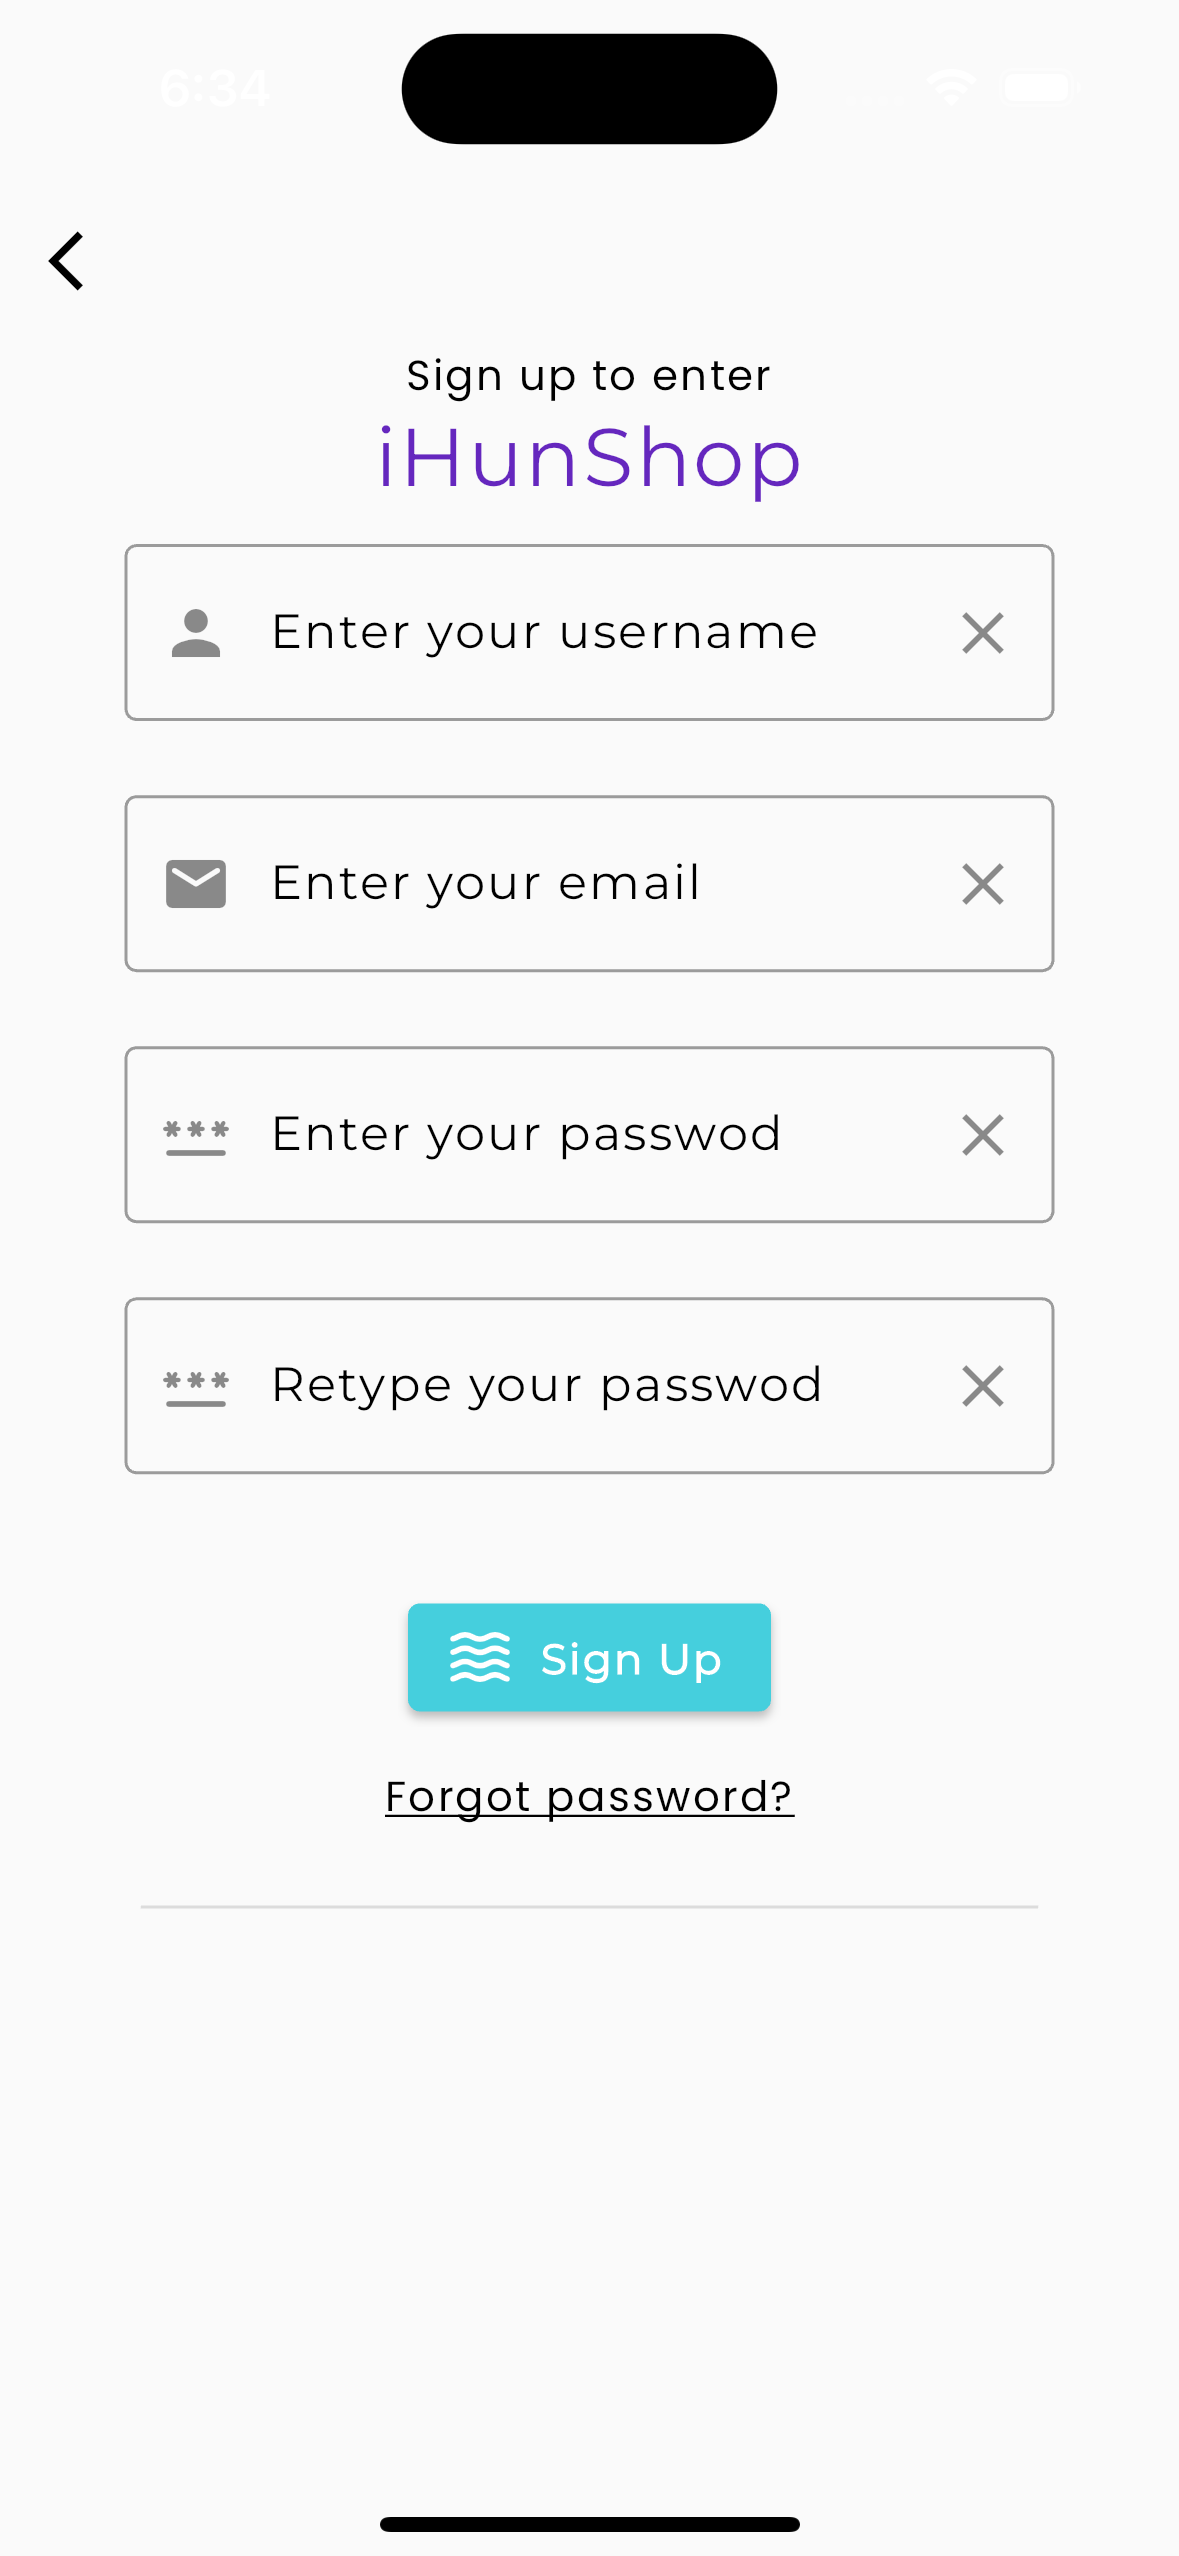 6:34
Sign up to enter
iHunShop
Enter your username
Enter your email
Enter your passwod
Retype your passwod
Sign Up
Forgot password?